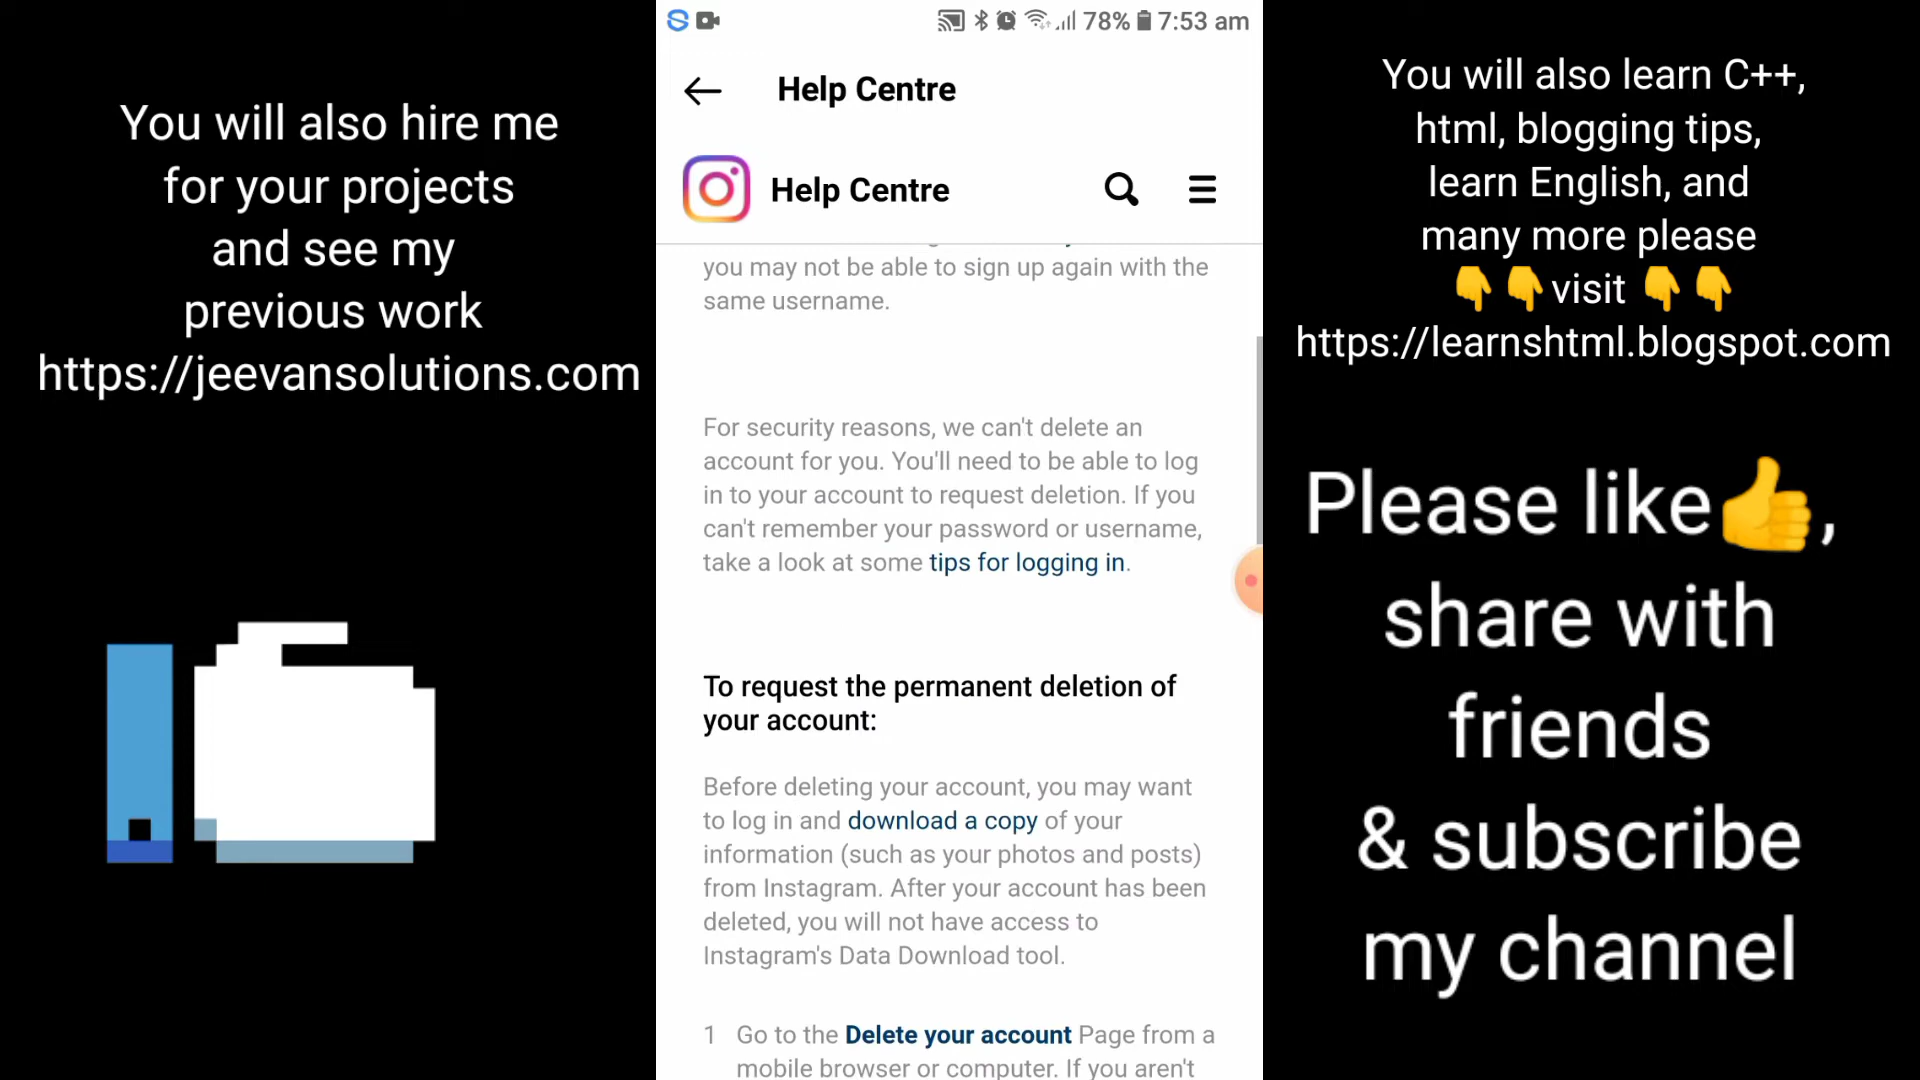 You will also hire me
for your projects
and see my
previous work
https://jeevansolutions.com
78% 7:53 am
Help Centre
Help Centre
you may not be able to sign up again with the
same username.
For security reasons, we can't delete an
account for you. You'll need to be able to log
in to your account to request deletion. If you
can't remember your password or username,
take a look at some tips for logging in.
To request the permanent deletion of
your account:
Before deleting your account, you may want
to log in and download a copy of your
information (such as your photos and posts)
from Instagram. After your account has been
deleted, you will not have access to
Instagram's Data Download tool.
1 Go to the Delete your account Page from a
mobile browser or computer. If you aren't
You will also learn C++,
html, blogging tips,
learn English, and
many more please
👇👇visit 👇👇
https://learnshtml.blogspot.com
Please like👍,
share with
friends
& subscribe
my channel